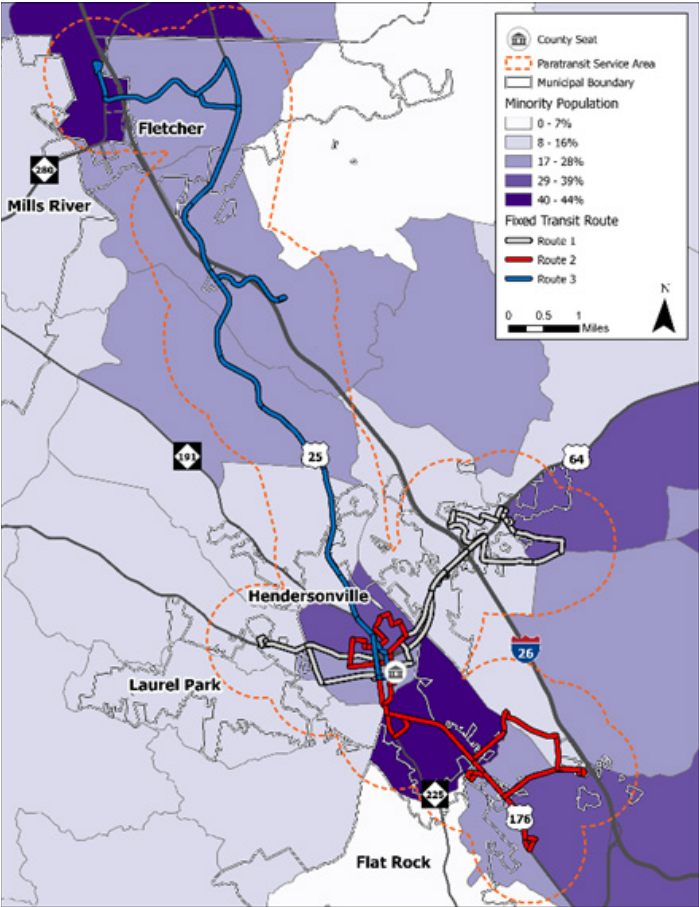 County Seat
Paratransit Service Area
Municipal Boundary
Minority Population
0 - 7%
8 - 16%
17 - 28%
29 - 39%
40 - 44%
Fixed Transit Route
Route 1
Route 2
Route 3
N
0 0.5 1
Miles
Fletcher
280
Mills River
191
25
64
Hendersonville
26
Laurel Park
225
176
Flat Rock